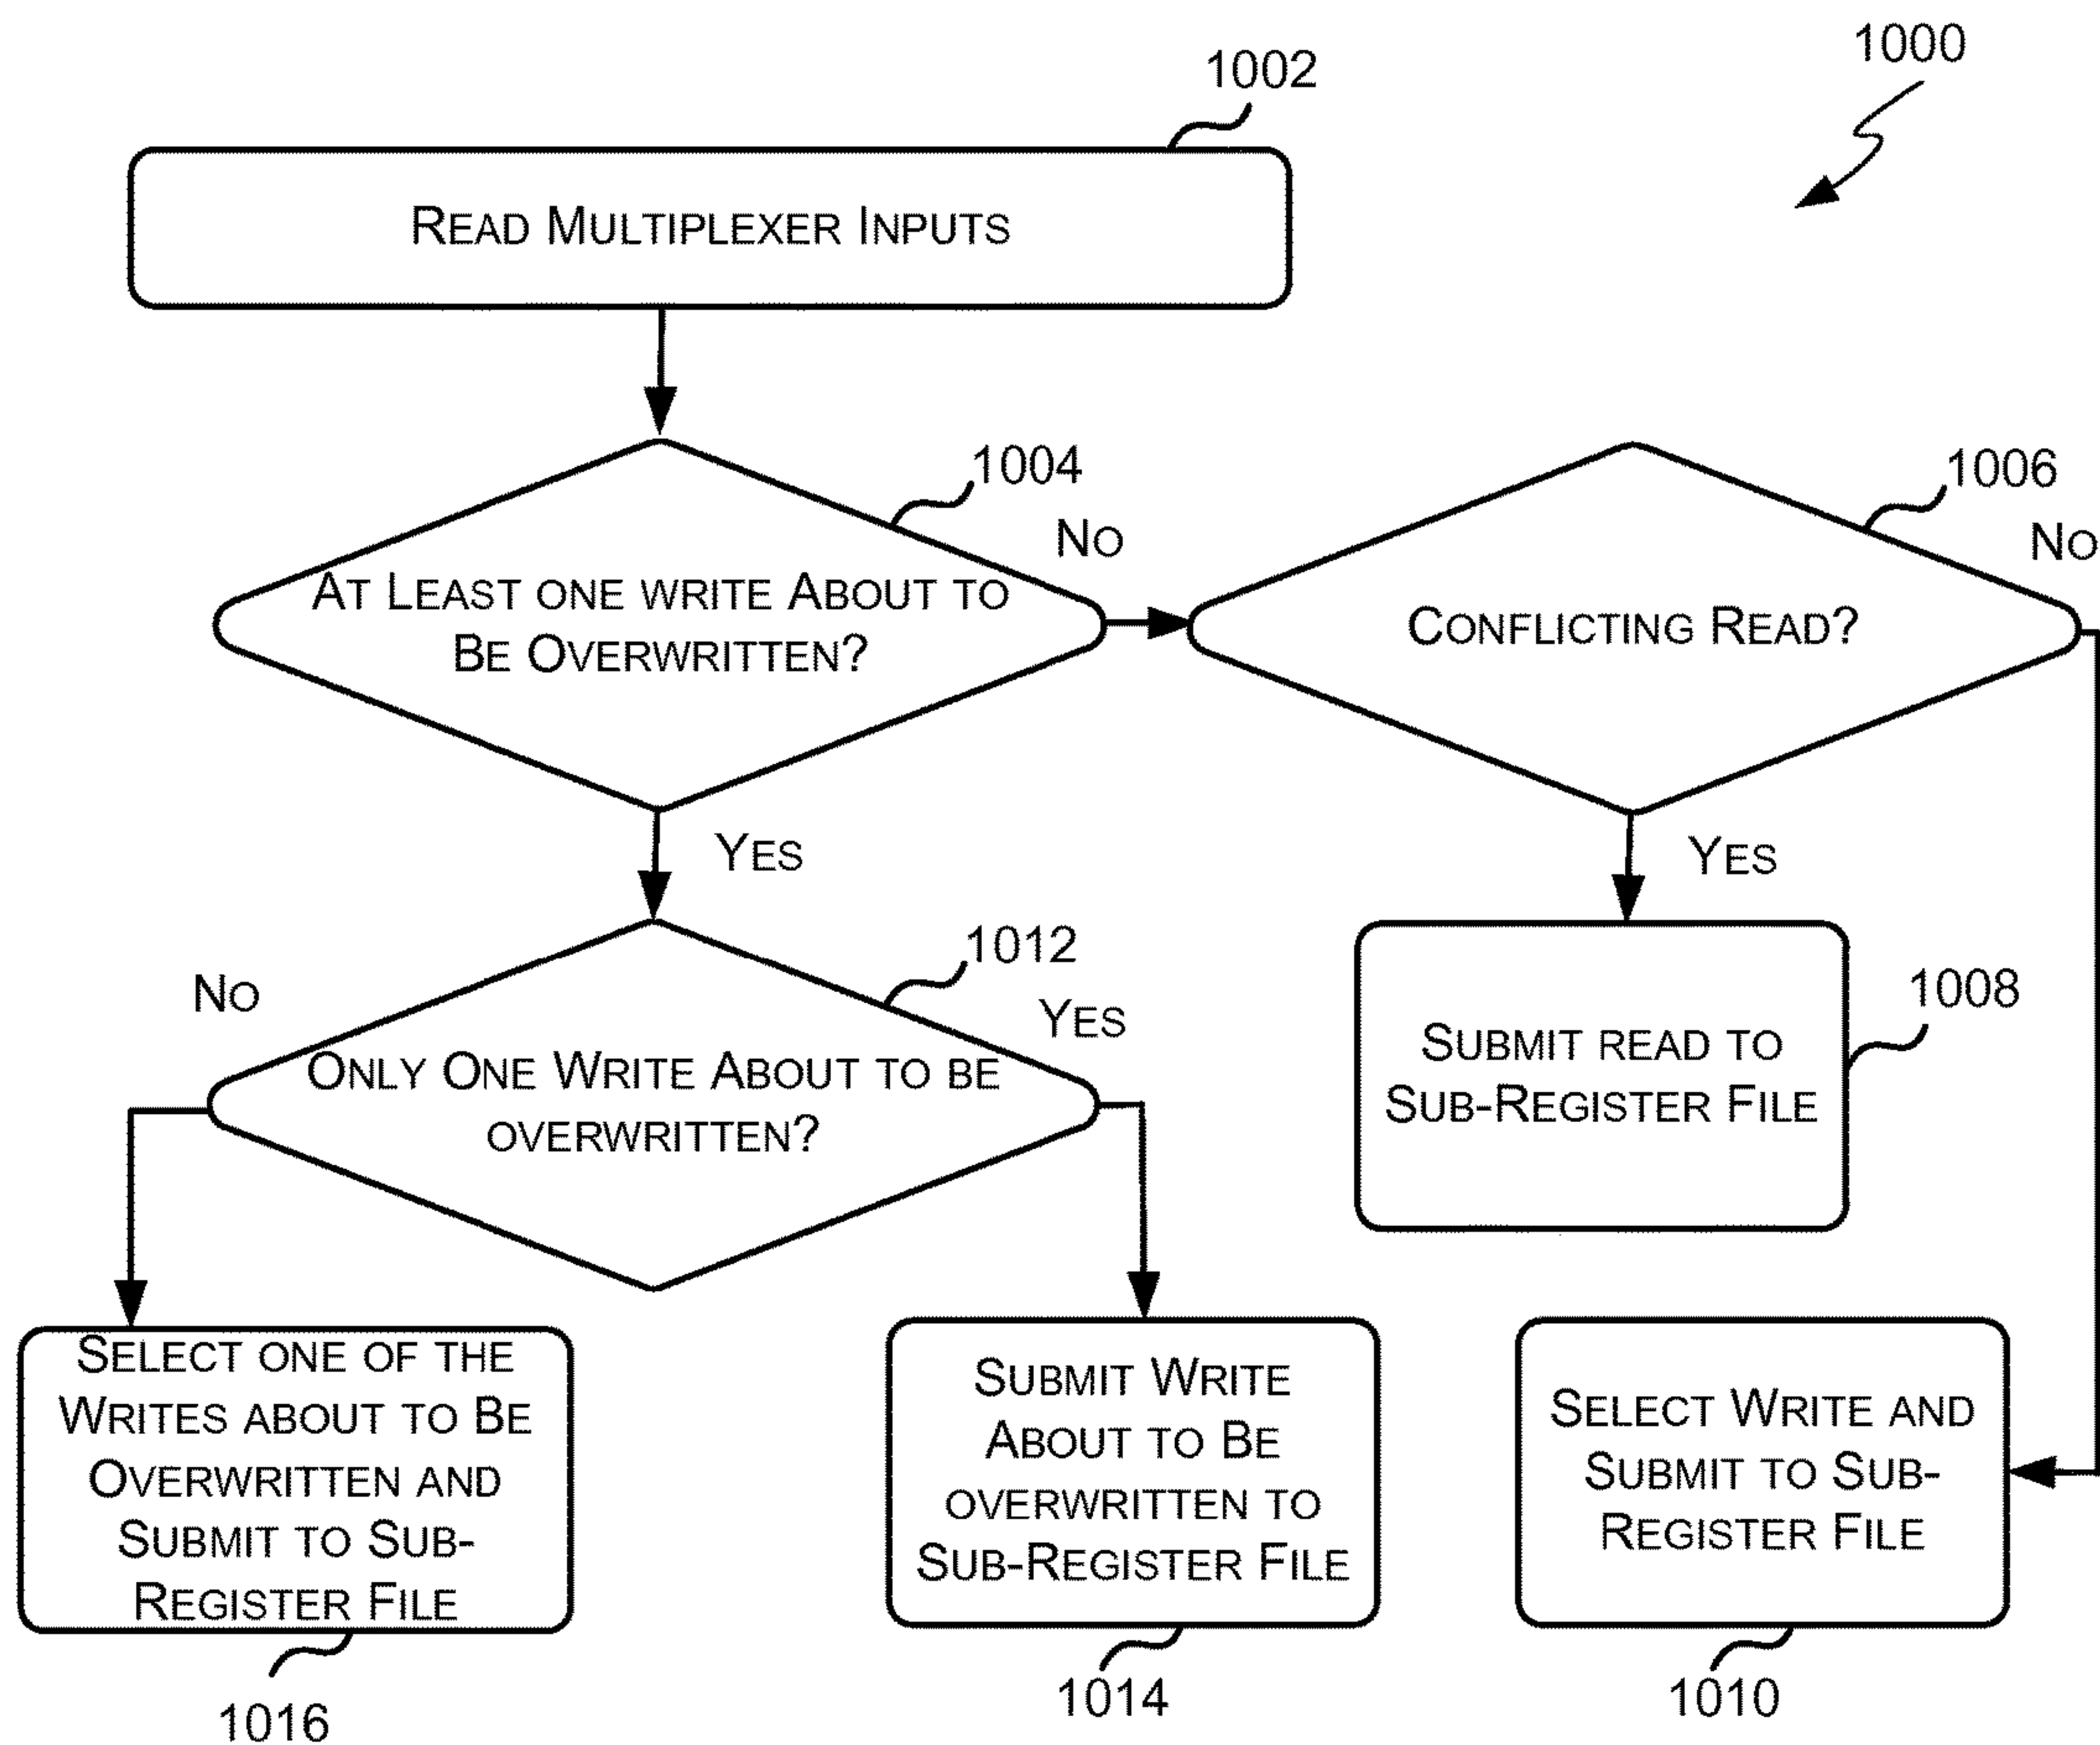 1000
1002
READ MULTIPLEXER INPUTS
1004
AT LEAST ONE WRITE ABOUT TO
BE OVERWRITTEN?
NO
1006
CONFLICTING READ?
NO
YES
YES
1008
SUBMIT READ TO
SUB-REGISTER FILE
1012
ONLY ONE WRITE ABOUT TO BE
OVERWRITTEN?
NO
YES
SELECT ONE OF THE
WRITES ABOUT TO BE
OVERWRITTEN AND
SUBMIT TO SUB-
REGISTER FILE
1016
SUBMIT WRITE
ABOUT TO BE
OVERWRITTEN TO
SUB-REGISTER FILE
1014
SELECT WRITE AND
SUBMIT TO SUB-
REGISTER FILE
1010